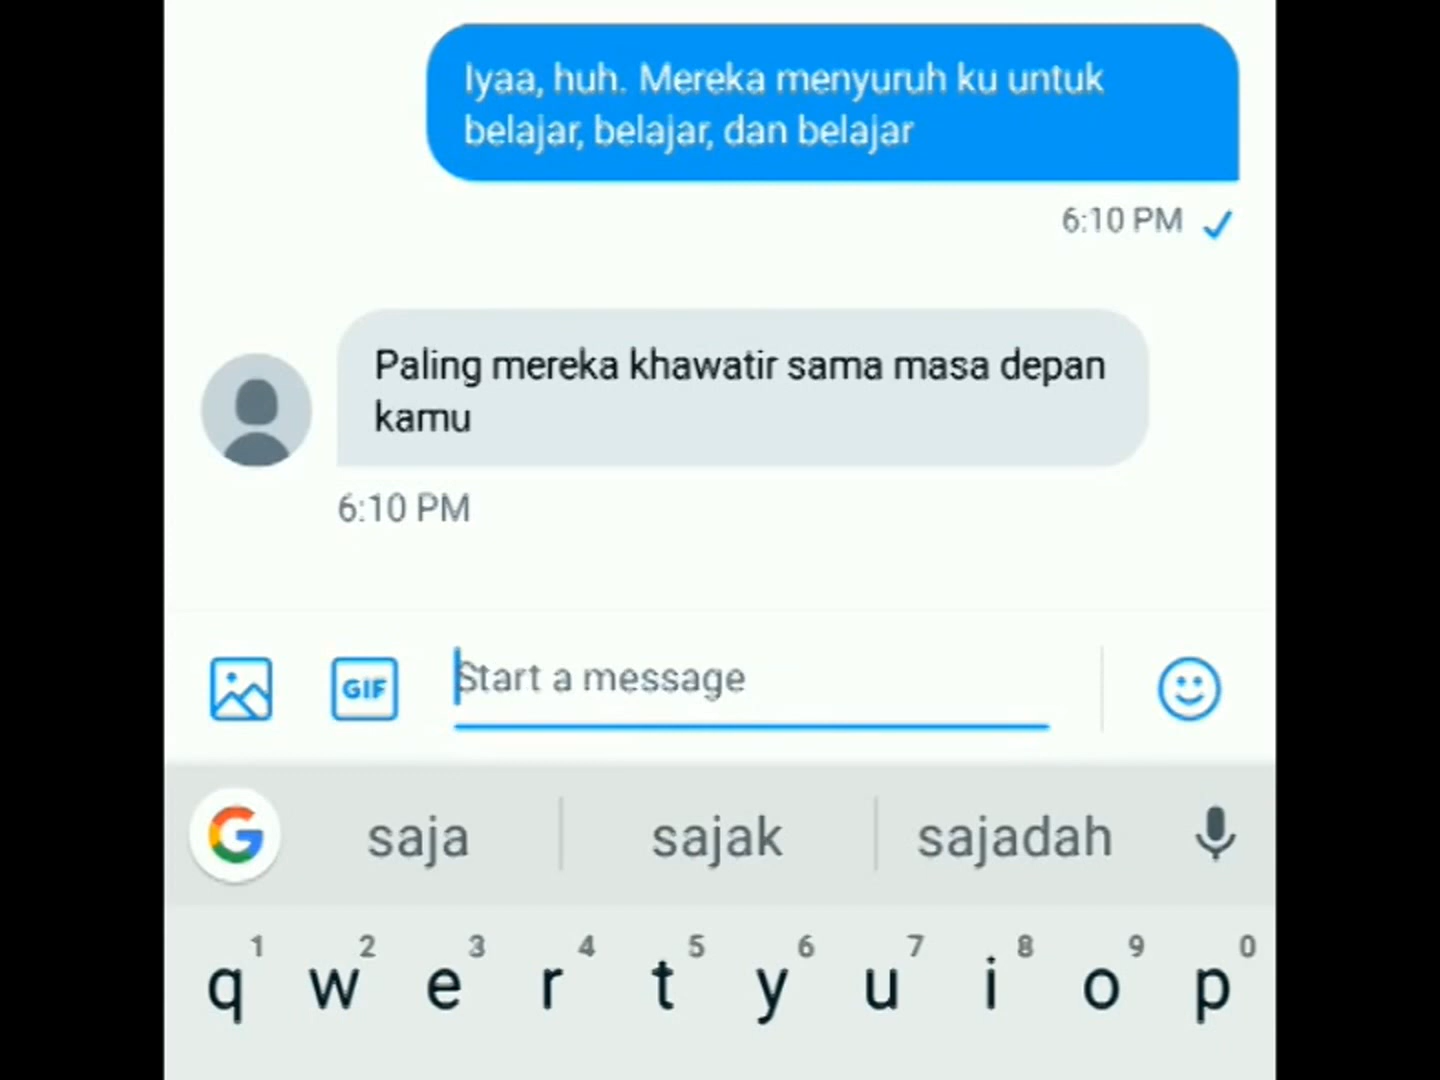 Iyaa, huh. Mereka menyuruh ku untuk
belajar, belajar, dan belajar
6:10 PM
Paling mereka khawatir sama masa depan
kamu
6:10 PM
GIF
Start a message
G
saja sajak sajadah
1 2 3 4 5 6 7 8 9 0
q w e r t y u i o p